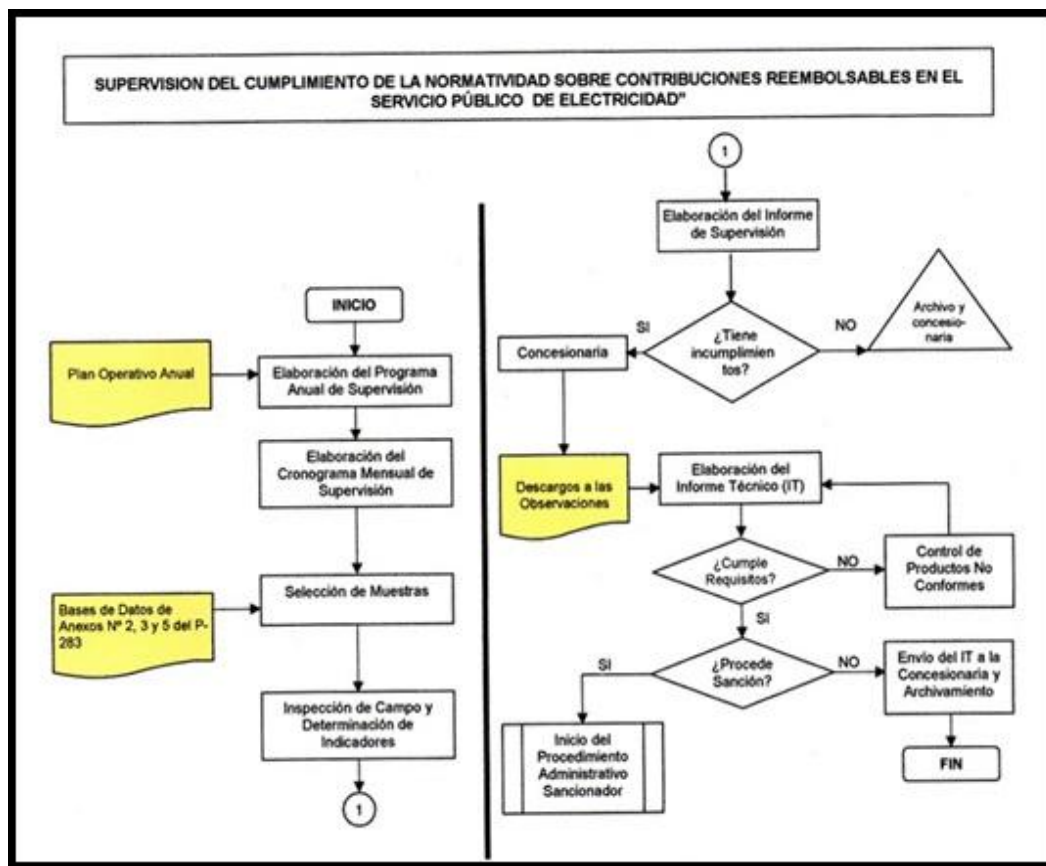 SUPERVISION DEL CUMPLIMIENTO DE LA NORMATIVIDAD SOBRE CONTRIBUCIONES REEMBOLSABLES EN EL
SERVICIO PÚBLICO DE ELECTRICIDAD"
INICIO
Plan Operativo Anual
Elaboración del Programa
Anual de Supervisión
Elaboración del
Cronograma Mensual de
Supervisión
Bases de Datos de
Anexos Nº 2, 3 y 5 del P-
283
Selección de Muestras
Inspección de Campo y
Determinación de
Indicadores
1
1
Elaboración del Informe
de Supervisión
¿Tiene
incumplimien
tos?
SI
NO
Archivo y
concesio-
naria
Concesionaria
Descargos a las
Observaciones
Elaboración del
Informe Técnico (IT)
¿Cumple
Requisitos?
NO
Control de
Productos No
Conformes
SI
¿Procede
Sanción?
SI
NO
Envío del IT a la
Concesionaria y
Archivamiento
Inicio del
Procedimiento
Administrativo
Sancionador
FIN